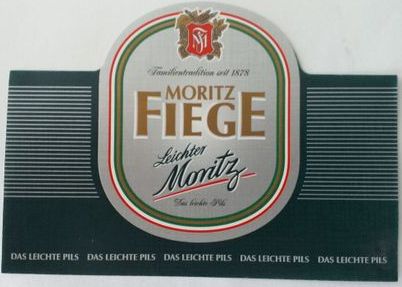 Familientradition seit 1878
MORITZ
FIEGE
Leichter
Moritz
Das leichte Pils
DAS LEICHTE PILS DAS LEICHTE PILS DAS LEICHTE PILS DAS LEICHTE PILS DAS LEICHTE PILS